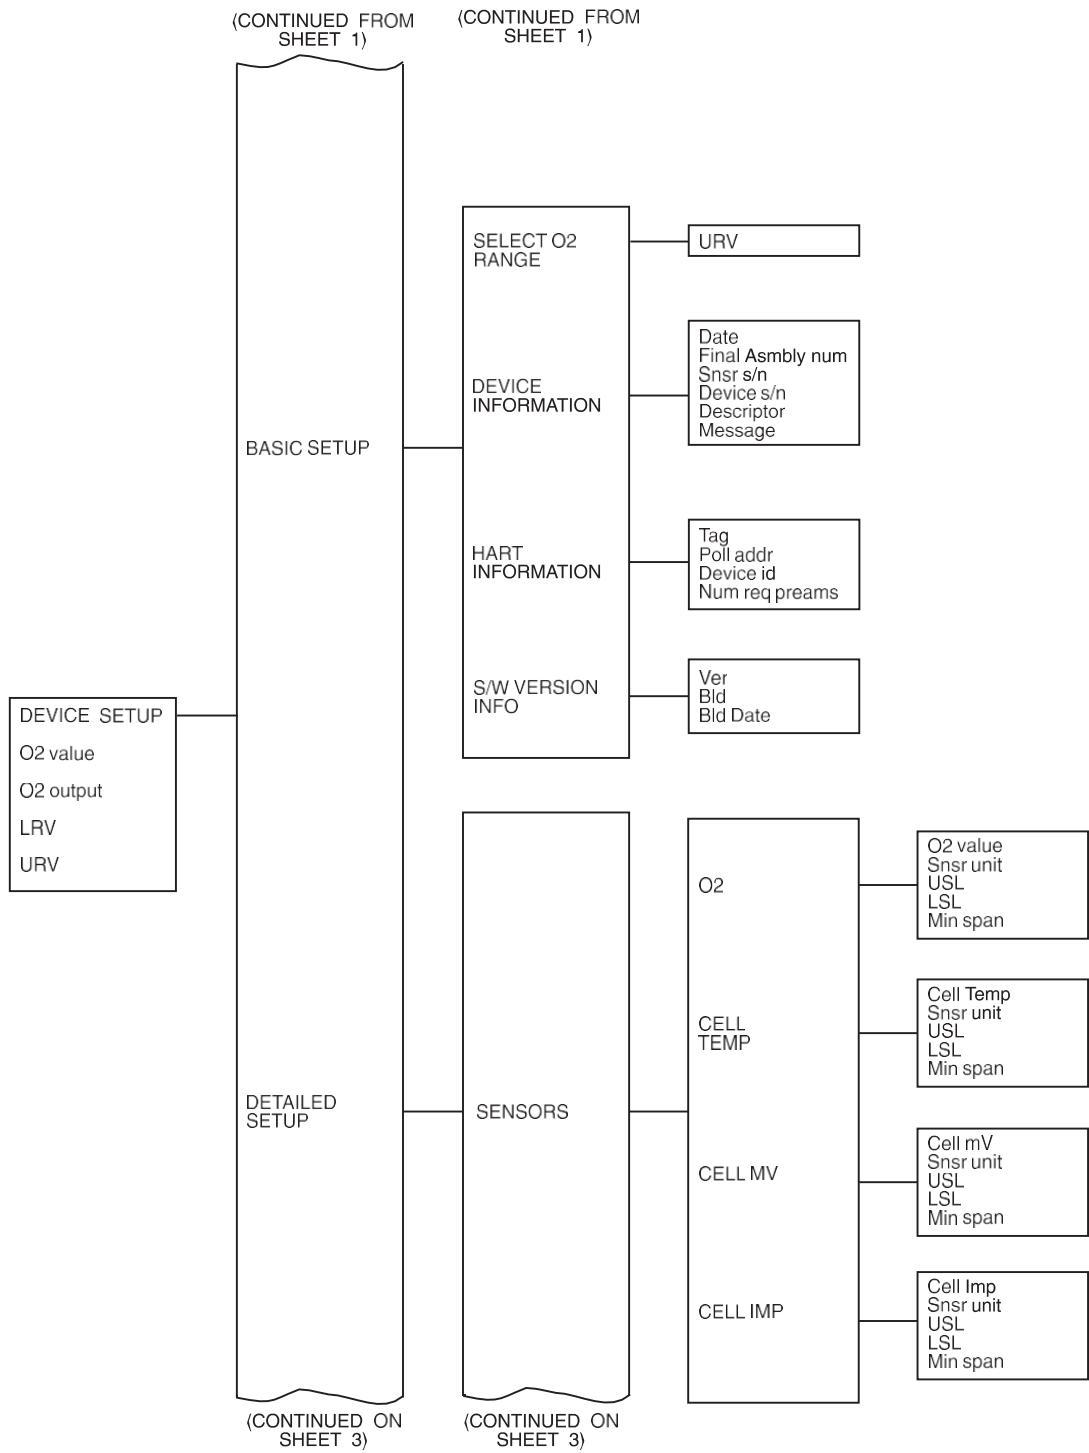 (CONTINUED FROM
SHEET 1)
(CONTINUED FROM
SHEET 1)
SELECT O2
RANGE
URV
DEVICE
INFORMATION
Date
Final Asmbly num
Snsr s/n
Device s/n
Descriptor
Message
BASIC SETUP
HART
INFORMATION
Tag
Poll addr
Device id
Num req preams
S/W VERSION
INFO
Ver
Bld
Bld Date
DEVICE SETUP
O2 value
O2 output
LRV
URV
O2
O2 value
Snsr unit
USL
LSL
Min span
CELL
TEMP
Cell Temp
Snsr unit
USL
LSL
Min span
DETAILED
SETUP
SENSORS
CELL MV
Cell mV
Snsr unit
USL
LSL
Min span
CELL IMP
Cell Imp
Snsr unit
USL
LSL
Min span
(CONTINUED ON
SHEET 3)
(CONTINUED ON
SHEET 3)